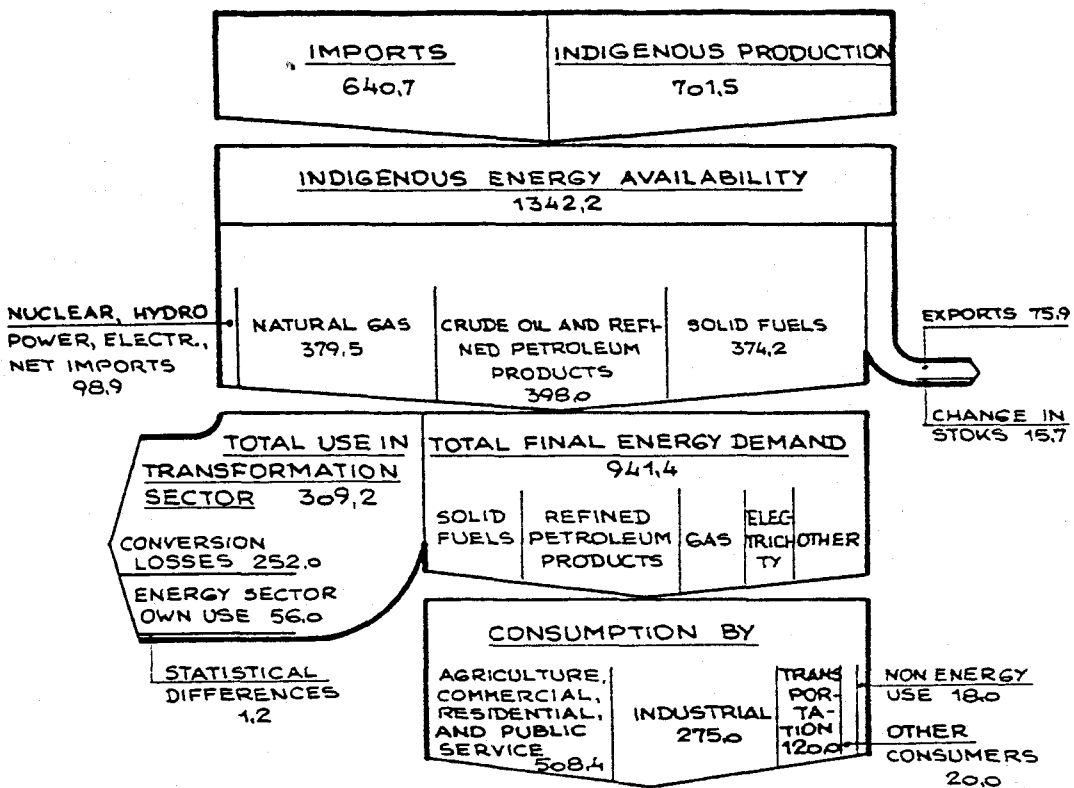 IMPORTS
640,7
INDIGENOUS PRODUCTION
701,5
INDIGENOUS ENERGY AVAILABILITY
1342,2
NUCLEAR, HYDRO
POWER, ELECTR.,
NET IMPORTS
98,9
NATURAL GAS
379,5
CRUDE OIL AND REFI-
NED PETROLEUM
PRODUCTS
398,0
SOLID FUELS
374,2
EXPORTS 75,9
CHANGE IN
STOKS 15,7
TOTAL USE IN
TRANSFORMATION
SECTOR 309,2
CONVERSION
LOSSES 252,0
ENERGY SECTOR
OWN USE 56,0
STATISTICAL
DIFFERENCES
1,2
TOTAL FINAL ENERGY DEMAND
941,4
SOLID
FUELS
REFINED
PETROLEUM
PRODUCTS
GAS
ELEC-
TRICH
TY
OTHER
CONSUMPTION BY
AGRICULTURE,
COMMERCIAL,
RESIDENTIAL,
AND PUBLIC
SERVICE
508,4
INDUSTRIAL
275,0
TRANS
POR-
TA-
TION
120,0
NON ENERGY
USE 18,0
OTHER
CONSUMERS
20,0